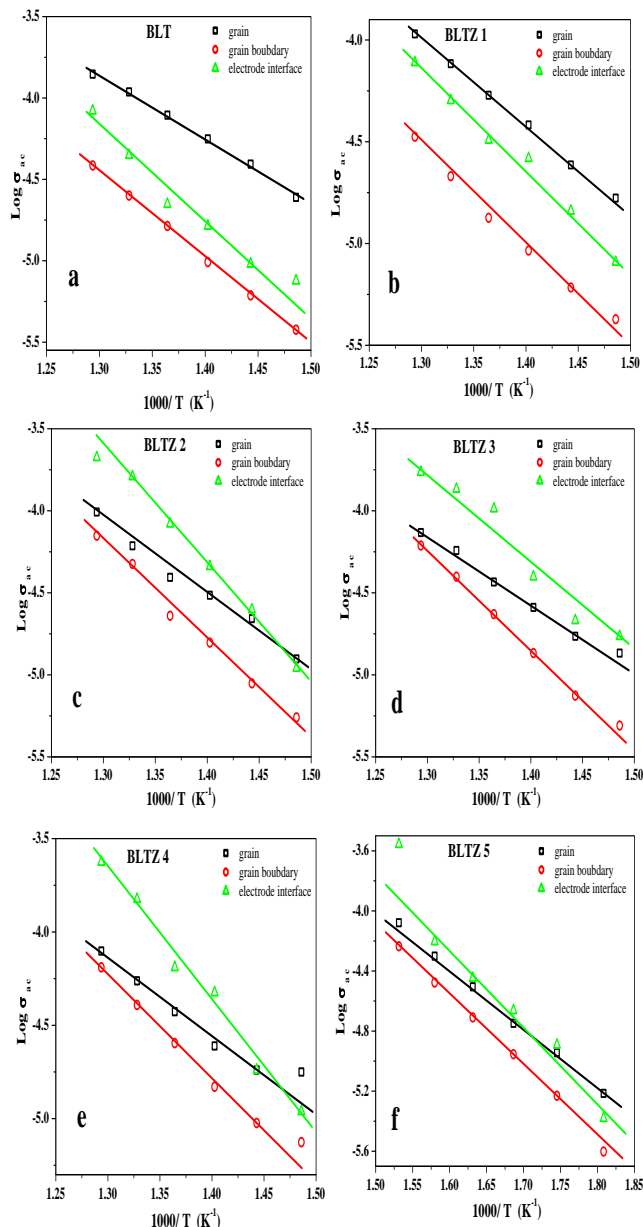 BLT
grain
grain boundary
electrode interface
-3.5
-4.0
-4.5
-5.0
-5.5
Log σ ac
a
1.25 1.30 1.35 1.40 1.45 1.50
1000/ T (K-1)
BLTZ 1
grain
grain boundary
electrode interface
-4.0
-4.5
-5.0
-5.5
Log σ ac
b
1.25 1.30 1.35 1.40 1.45 1.50
1000/ T (K-1)
BLTZ 2
grain
grain boundary
electrode interface
-3.5
-4.0
-4.5
-5.0
-5.5
Log σ ac
c
1.25 1.30 1.35 1.40 1.45 1.50
1000/ T (K-1)
BLTZ 3
grain
grain boundary
electrode interface
-3.5
-4.0
-4.5
-5.0
-5.5
Log σ ac
d
1.25 1.30 1.35 1.40 1.45 1.50
1000/ T (K-1)
BLTZ 4
grain
grain boundary
electrode interface
-3.5
-4.0
-4.5
-5.0
Log σ ac
e
1.25 1.30 1.35 1.40 1.45 1.50
1000/ T (K-1)
BLTZ 5
grain
grain boundary
electrode interface
-3.6
-4.0
-4.4
-4.8
-5.2
-5.6
Log σ ac
f
1.50 1.55 1.60 1.65 1.70 1.75 1.80 1.85
1000/ T (K-1)